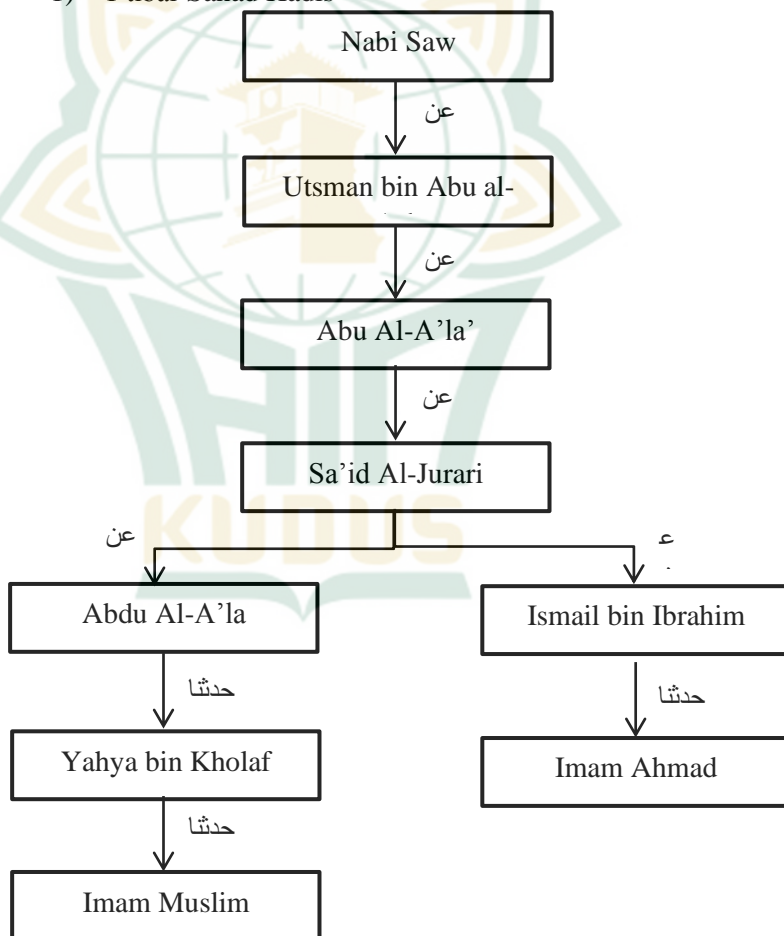 Nabi Saw
عن
Utsman bin Abu al-
عن
Abu Al-A’la’
عن
Sa’id Al-Jurari
KUDUS
عن
Abdu Al-A’la
Ismail bin Ibrahim
حدثنا
حدثنا
Yahya bin Kholaf
Imam Ahmad
حدثنا
Imam Muslim